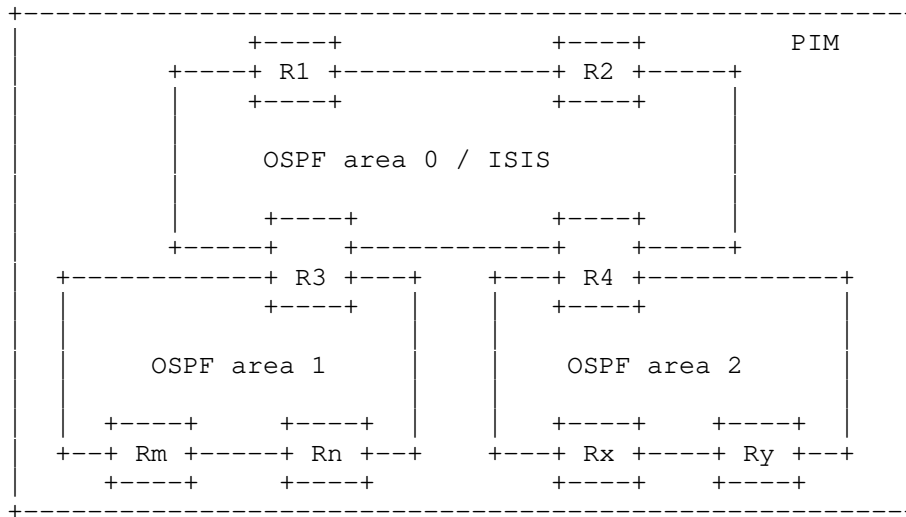 PIM
R1 R2
OSPF area 0 / ISIS
R3 R4
OSPF area 1 OSPF area 2
Rm Rn Rx Ry